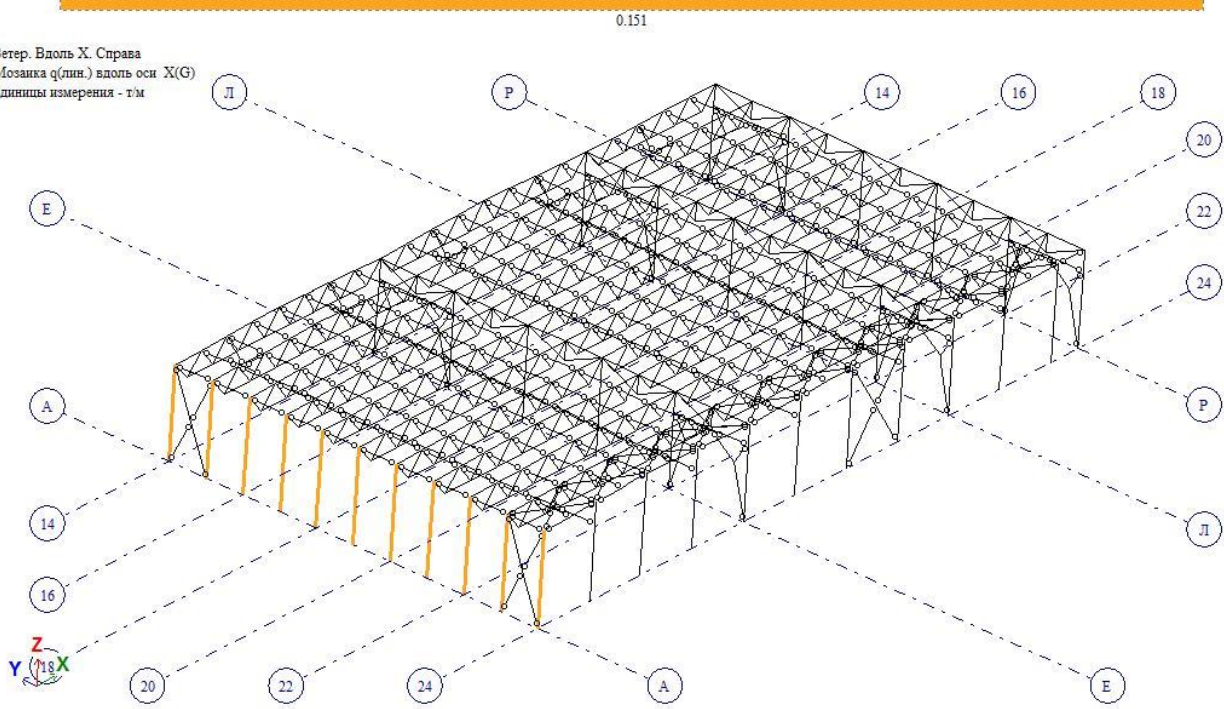 0.151
етер. Вдоль X. Справа
Мозаика q(лин.) вдоль оси X(G)
диницы измерения - т/м
Л
Р
14
16
18
20
Е
22
24
А
Р
14
Л
16
Z
Y
18
X
20
22
24
А
Е